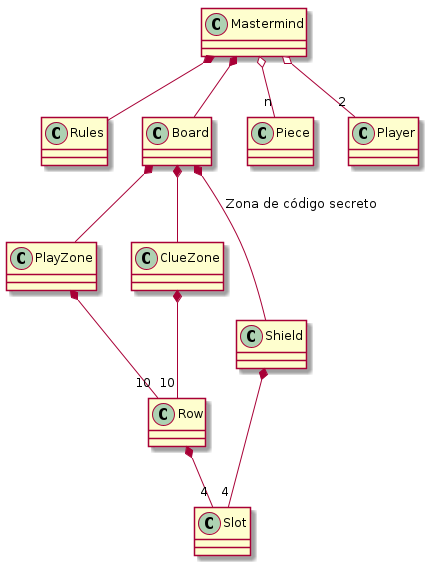 C Mastermind
n
2
C Rules
C Board
C Piece
C Player
Zona de código secreto
C PlayZone
C ClueZone
C Shield
10
10
C Row
4
4
C Slot